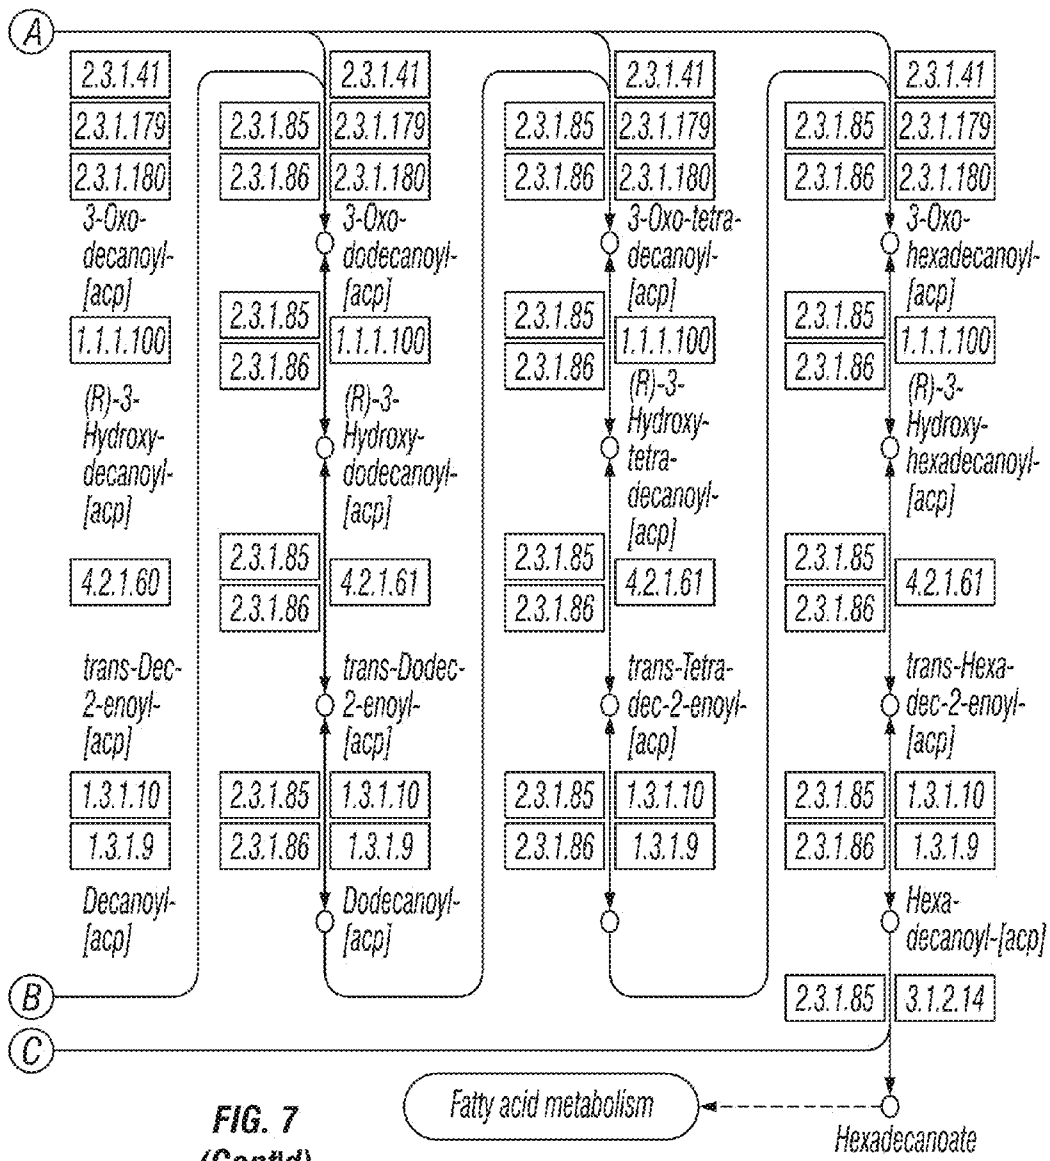 A
2.3.1.41
2.3.1.179
2.3.1.180
3-Oxo-
decanoyl-
[acp]
1.1.1.100
(R)-3-
Hydroxy-
decanoyl-
[acp]
4.2.1.60
trans-Dec-
2-enoyl-
[acp]
1.3.1.10
1.3.1.9
Decanoyl-
[acp]
2.3.1.41
2.3.1.85
2.3.1.179
2.3.1.86
2.3.1.180
3-Oxo-
dodecanoyl-
[acp]
2.3.1.85
1.1.1.100
2.3.1.86
(R)-3-
Hydroxy-
dodecanoyl-
[acp]
2.3.1.85
4.2.1.61
2.3.1.86
trans-Dodec-
2-enoyl-
[acp]
2.3.1.85
1.3.1.10
2.3.1.86
1.3.1.9
Dodecanoyl-
[acp]
2.3.1.41
2.3.1.85
2.3.1.179
2.3.1.86
2.3.1.180
3-Oxo-tetra-
decanoyl-
[acp]
2.3.1.85
1.1.1.100
2.3.1.86
(R)-3-
Hydroxy-
tetra-
decanoyl-
[acp]
2.3.1.85
4.2.1.61
2.3.1.86
trans-Tetra-
dec-2-enoyl-
[acp]
2.3.1.85
1.3.1.10
2.3.1.86
1.3.1.9
2.3.1.41
2.3.1.85
2.3.1.179
2.3.1.86
2.3.1.180
3-Oxo-
hexadecanoyl-
[acp]
2.3.1.85
1.1.1.100
2.3.1.86
(R)-3-
Hydroxy-
hexadecanoyl-
[acp]
2.3.1.85
4.2.1.61
2.3.1.86
trans-Hexa-
dec-2-enoyl-
[acp]
2.3.1.85
1.3.1.10
2.3.1.86
1.3.1.9
Hexa-
decanoyl-[acp]
B
2.3.1.85
3.1.2.14
C
Fatty acid metabolism
Hexadecanoate
FIG. 7
(Cont'd)